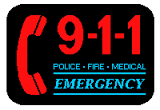 9-1-1
POLICE • FIRE • MEDICAL
EMERGENCY